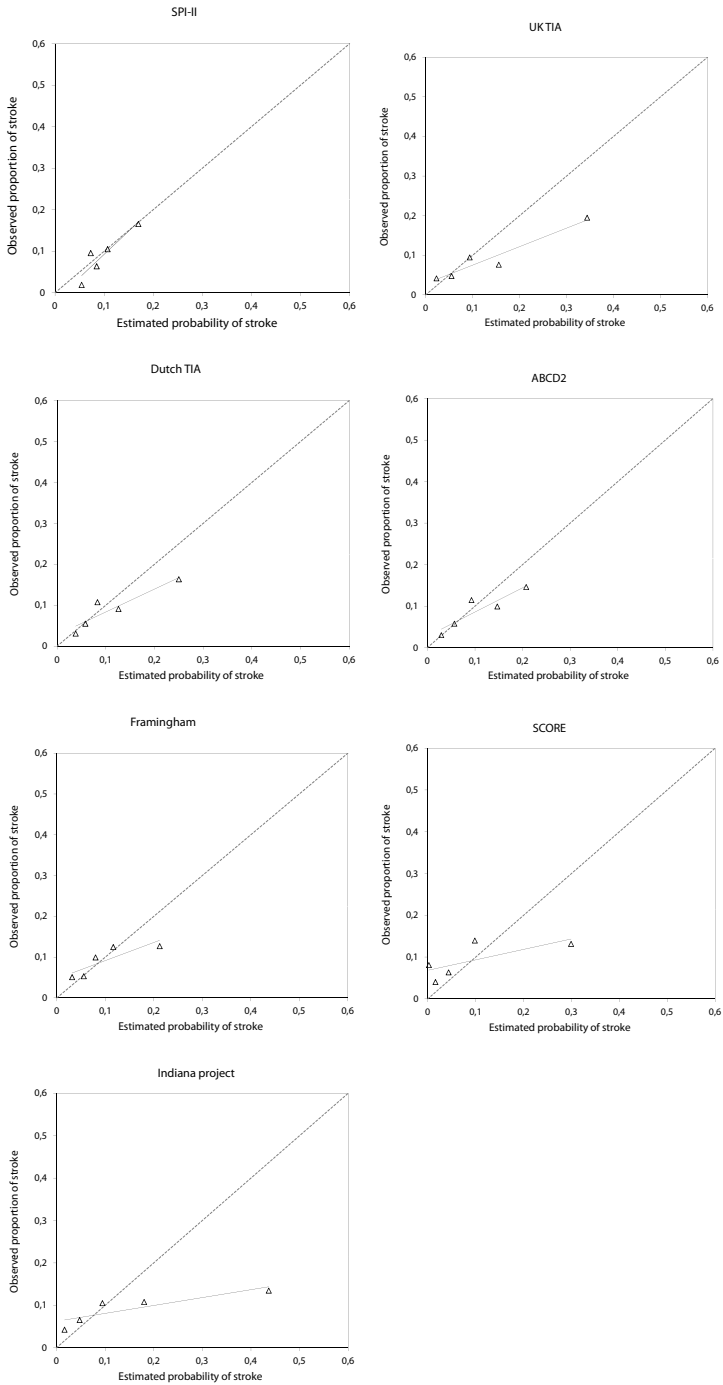 SPI-II
0,6
0,5
0,4
0,3
0,2
0,1
0
0 0,1 0,2 0,3 0,4 0,5 0,6
Observed proportion of stroke
Estimated probability of stroke
UK TIA
0,6
0,5
0,4
0,3
0,2
0,1
0
0 0,1 0,2 0,3 0,4 0,5 0,6
Observed proportion of stroke
Estimated probability of stroke
Dutch TIA
0,6
0,5
0,4
0,3
0,2
0,1
0
0 0,1 0,2 0,3 0,4 0,5 0,6
Observed proportion of stroke
Estimated probability of stroke
ABCD2
0,6
0,5
0,4
0,3
0,2
0,1
0
0 0,1 0,2 0,3 0,4 0,5 0,6
Observed proportion of stroke
Estimated probability of stroke
Framingham
0,6
0,5
0,4
0,3
0,2
0,1
0
0 0,1 0,2 0,3 0,4 0,5 0,6
Observed proportion of stroke
Estimated probability of stroke
SCORE
0,6
0,5
0,4
0,3
0,2
0,1
0
0 0,1 0,2 0,3 0,4 0,5 0,6
Observed proportion of stroke
Estimated probability of stroke
Indiana project
0,6
0,5
0,4
0,3
0,2
0,1
0
0 0,1 0,2 0,3 0,4 0,5 0,6
Observed proportion of stroke
Estimated probability of stroke